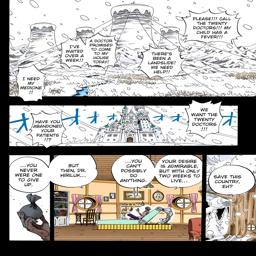 PLEASE!!! CALL
THE TWENTY
DOCTORS!!! MY
CHILD HAS A
FEVER!!!
A DOCTOR
PROMISED
TO COME
TO MY
HOUSE
TODAY!
I'VE
WAITED
OVER A
WEEK!!
THERE'S
BEEN A
LANDSLIDE!
WE NEED
HELP!!
I NEED
MY
MEDICINE
WE WANT
THE TWENTY
DOCTORS
!!!
HAVE YOU
ABANDONED
YOUR
PATIENTS
!!?
...YOU
NEVER
WERE ONE
TO GIVE
UP.
BUT
THEN, DR.
HIRILUK...
...YOU
CAN'T
POSSIBLY
DO
ANYTHING.
YOUR DESIRE
IS ADMIRABLE,
BUT WITH ONLY
TWO WEEKS TO
LIVE...
SAVE THIS
COUNTRY,
EH?